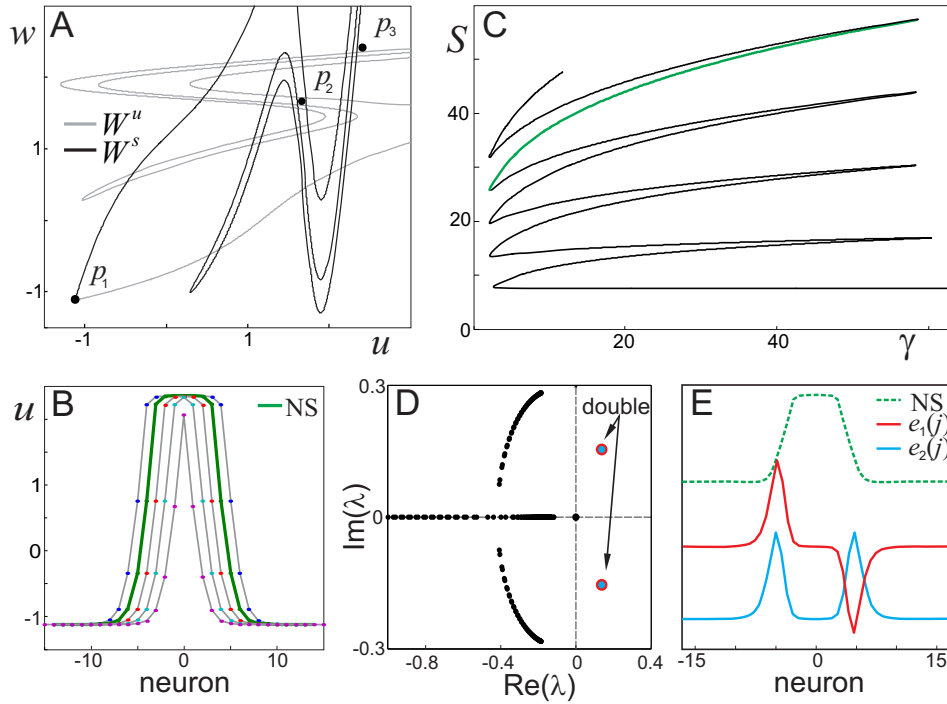 A
w
p₃
p₂
Wᵘ
Wˢ
1
-1
p₁
-1
1
u
C
S
40
20
0
20
40
γ
B
u
NS
1
0
-1
-10
0
10
neuron
D
0.3
double
Im(λ)
0
-0.3
-0.8
-0.4
0
0.4
Re(λ)
E
NS
e₁(j)
e₂(j)
-15
0
15
neuron